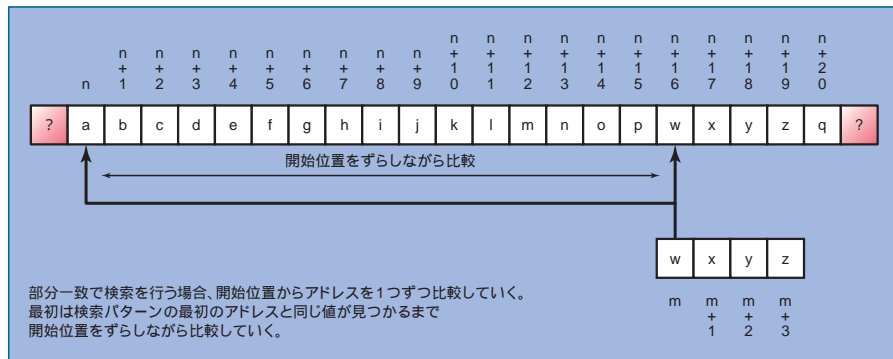 n n+1 n+2 n+3 n+4 n+5 n+6 n+7 n+8 n+9 n+10 n+11 n+12 n+13 n+14 n+15 n+16 n+17 n+18 n+19 n+20
? a b c d e f g h i j k l m n o p w x y z q ?
開始位置をずらしながら比較
w x y z
m m+1 m+2 m+3
部分一致で検索を行う場合、開始位置からアドレスを1つずつ比較していく。
最初は検索パターンの最初のアドレスと同じ値が見つかるまで
開始位置をずらしながら比較していく。